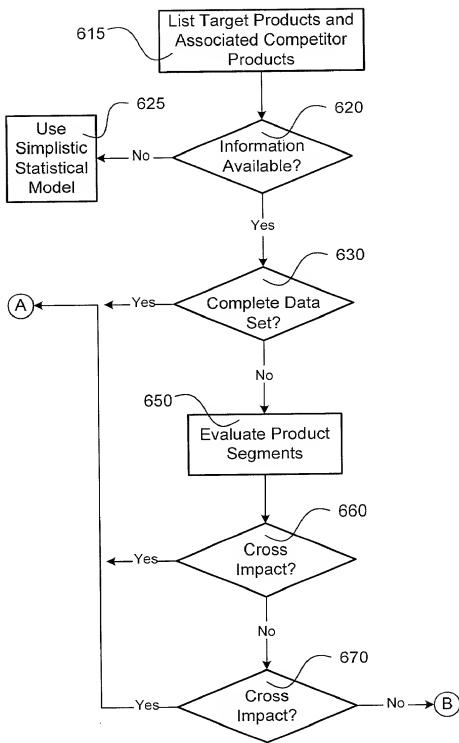 615
List Target Products and
Associated Competitor
Products
625
620
Use
Simplistic
Statistical
Model
No
Information
Available?
Yes
630
A
Yes
Complete Data
Set?
No
650
Evaluate Product
Segments
660
Yes
Cross
Impact?
No
670
Yes
Cross
Impact?
No
B